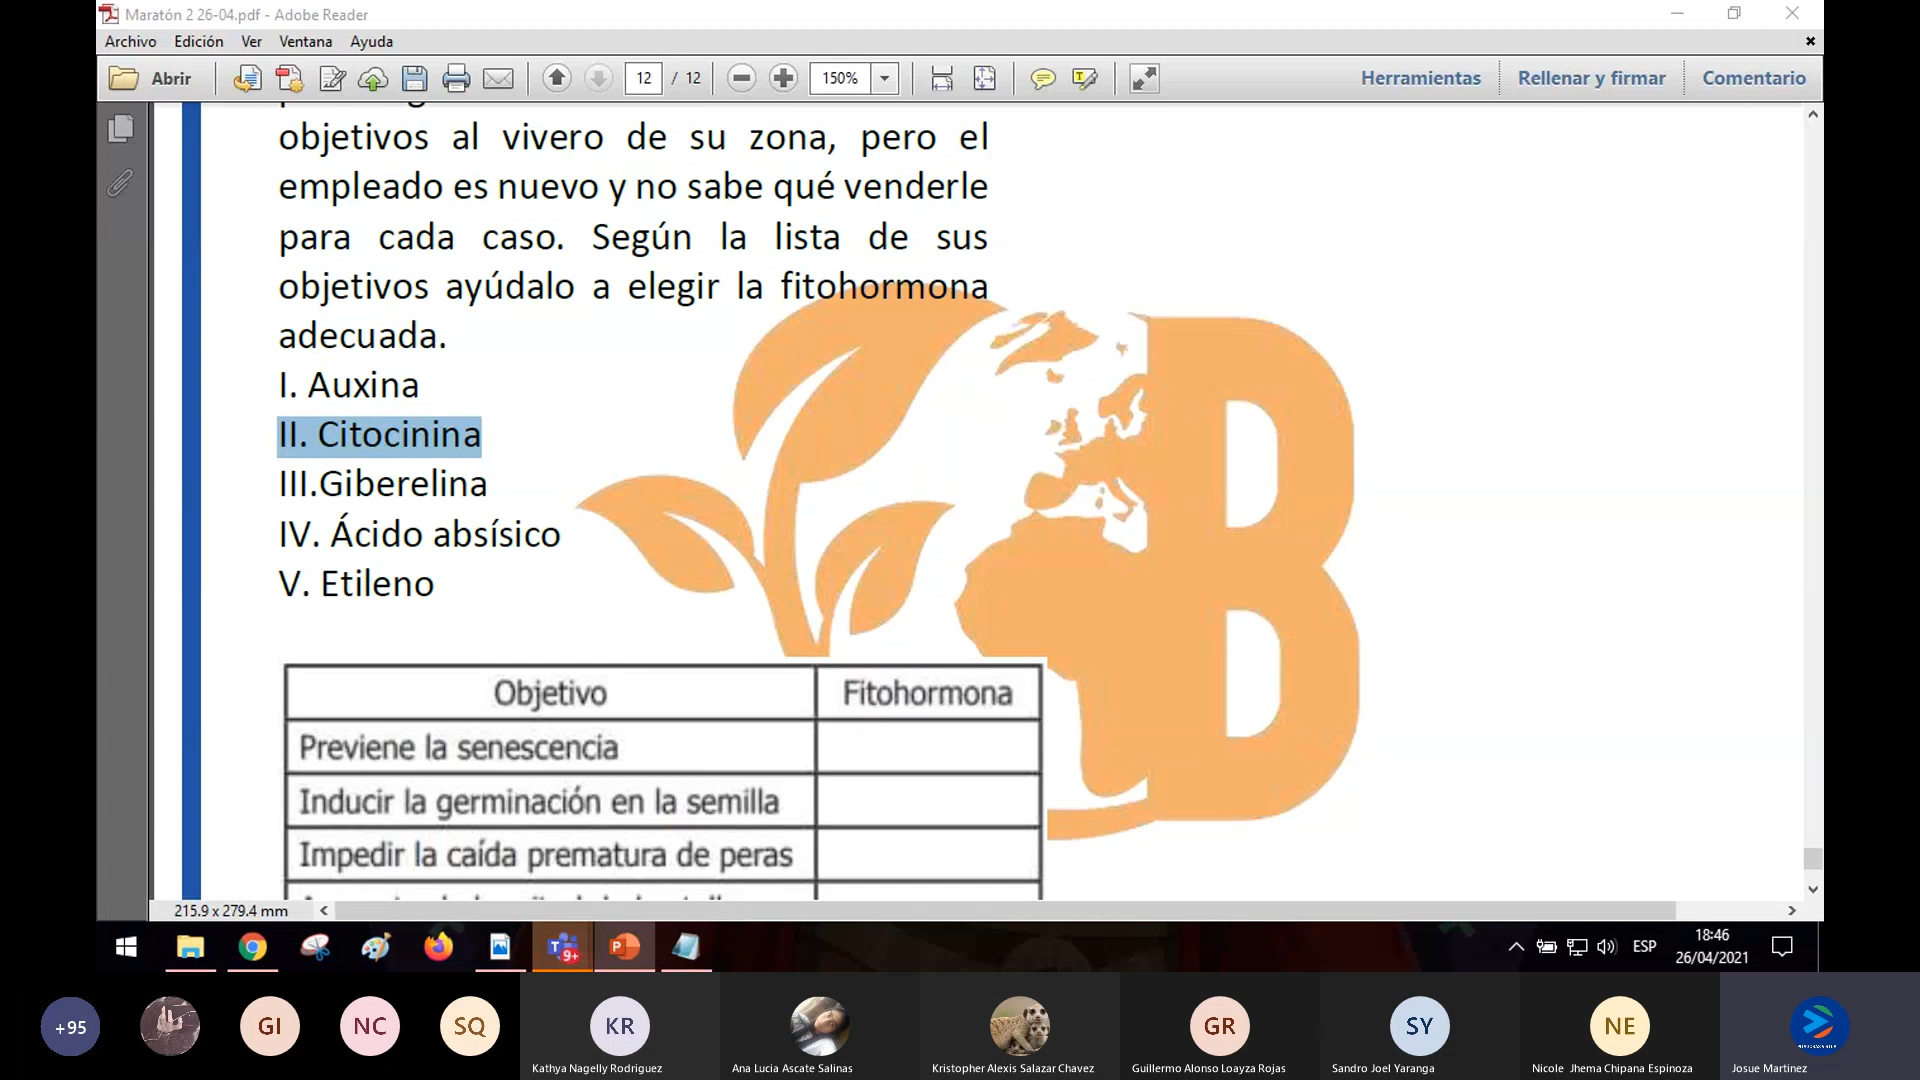 Maratón 2 26-04.pdf - Adobe Reader
Archivo Edición Ver Ventana Ayuda
Abrir 12 / 12 150% Herramientas Rellenar y firmar Comentario
objetivos al vivero de su zona, pero el
empleado es nuevo y no sabe qué venderle
para cada caso. Según la lista de sus
objetivos ayúdalo a elegir la fitohormona
adecuada.
I. Auxina
II. Citocinina
III.Giberelina
IV. Ácido absísico
V. Etileno
B
Objetivo Fitohormona
Previene la senescencia
Inducir la germinación en la semilla
Impedir la caída prematura de peras
215.9 x 279.4 mm
T 9+ P ESP 18:46
26/04/2021
+95 GI NC SQ KR GR SY NE
Kathya Nagelly Rodriguez Ana Lucia Ascate Salinas Kristopher Alexis Salazar Chavez Guillermo Alonso Loayza Rojas Sandro Joel Yaranga Nicole Jhema Chipana Espinoza Josue Martinez